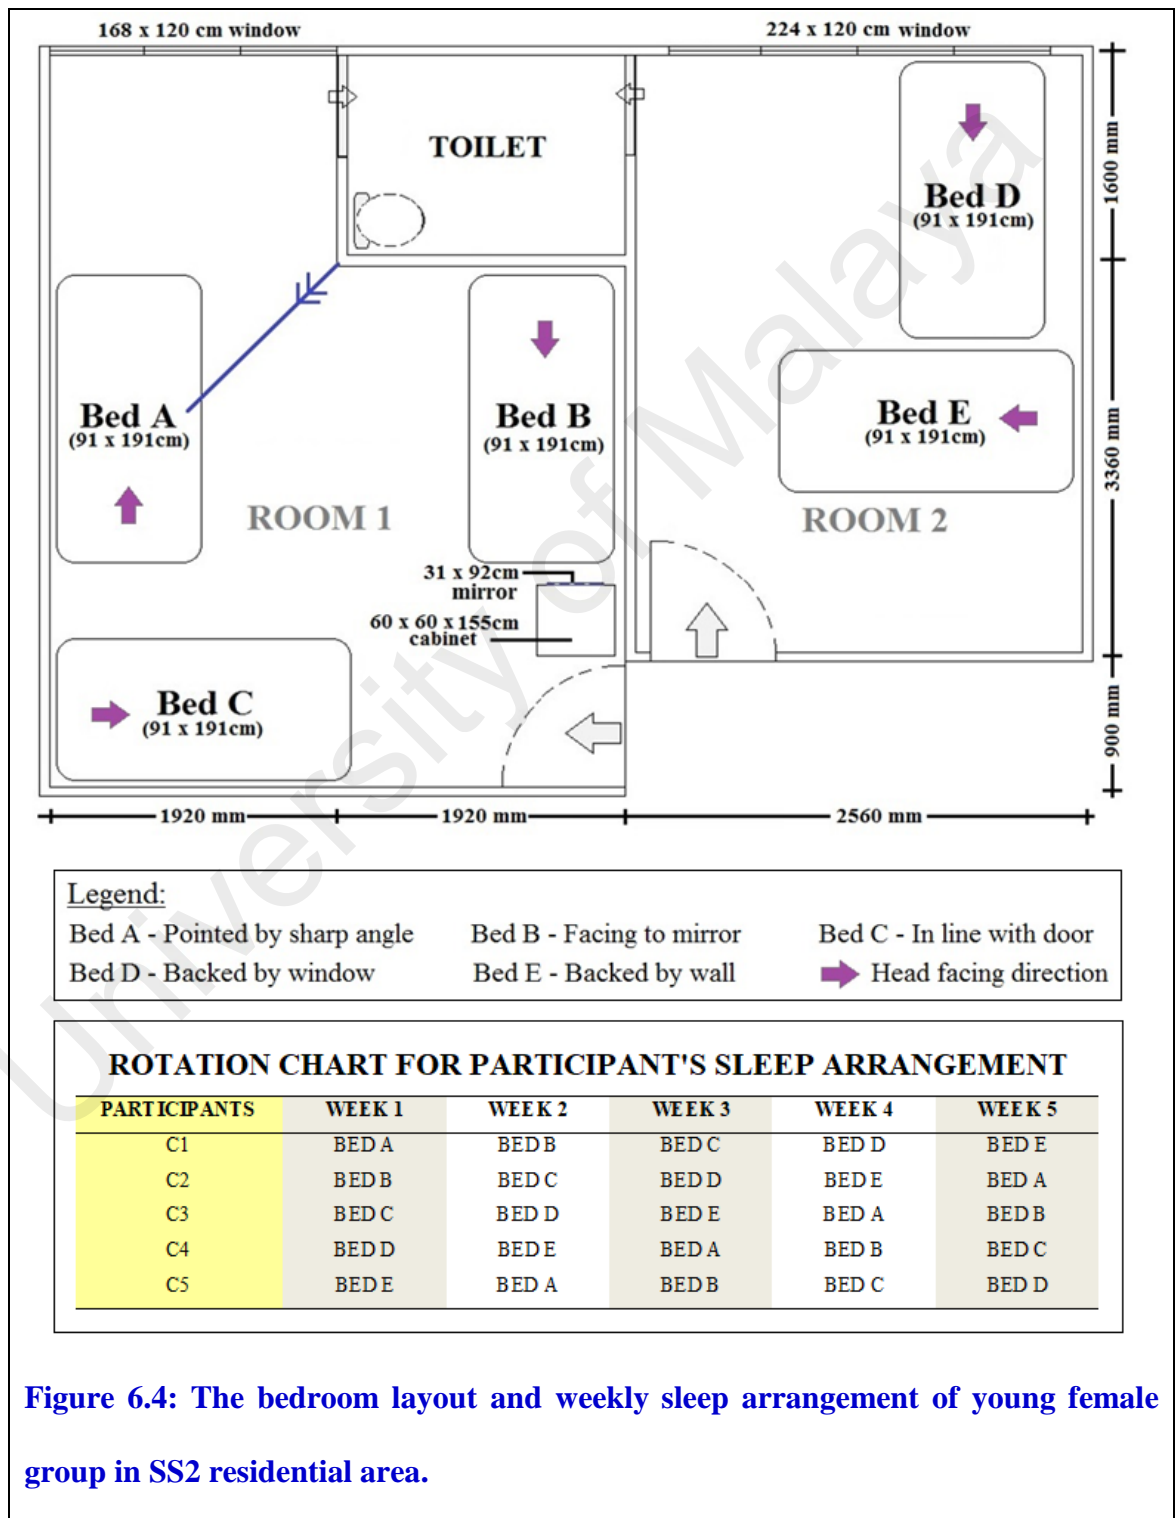 168 x 120 cm window
224 x 120 cm window
TOILET
1600 mm
Bed D
(91 x 191cm)
Bed A
(91 x 191cm)
Bed B
(91 x 191cm)
Bed E
(91 x 191cm)
3360 mm
ROOM 1
ROOM 2
31 x 92cm
mirror
60 x 60 x 155cm
cabinet
Bed C
(91 x 191cm)
900 mm
1920 mm
1920 mm
2560 mm
University of Malaya
Legend:
Bed A - Pointed by sharp angle Bed B - Facing to mirror Bed C - In line with door
Bed D - Backed by window Bed E - Backed by wall Head facing direction
ROTATION CHART FOR PARTICIPANT'S SLEEP ARRANGEMENT
PARTICIPANTS WEEK 1 WEEK 2 WEEK 3 WEEK 4 WEEK 5
C1 BED A BED B BED C BED D BED E
C2 BED B BED C BED D BED E BED A
C3 BED C BED D BED E BED A BED B
C4 BED D BED E BED A BED B BED C
C5 BED E BED A BED B BED C BED D
Figure 6.4: The bedroom layout and weekly sleep arrangement of young female
group in SS2 residential area.